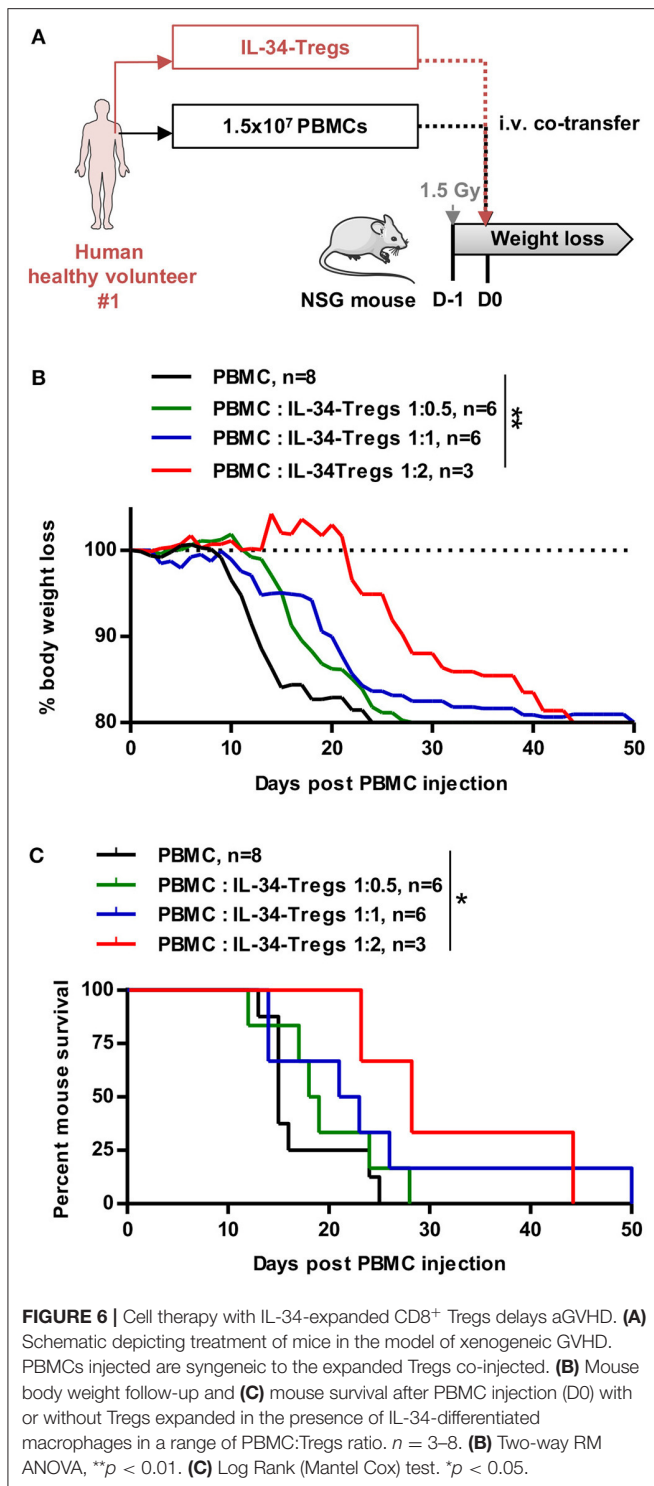 A
IL-34-Tregs
1.5x10⁷ PBMCs
i.v. co-transfer
1.5 Gy
Weight loss
Human
healthy volunteer
#1
NSG mouse
D-1
D0
B
PBMC, n=8
PBMC : IL-34-Tregs 1:0.5, n=6
PBMC : IL-34-Tregs 1:1, n=6
PBMC : IL-34Tregs 1:2, n=3
**
% body weight loss
100
90
80
0 10 20 30 40 50
Days post PBMC injection
C
PBMC, n=8
PBMC : IL-34-Tregs 1:0.5, n=6
PBMC : IL-34-Tregs 1:1, n=6
PBMC : IL-34-Tregs 1:2, n=3
*
Percent mouse survival
100
75
50
25
0
0 10 20 30 40 50
Days post PBMC injection
FIGURE 6 | Cell therapy with IL-34-expanded CD8⁺ Tregs delays aGVHD. (A)
Schematic depicting treatment of mice in the model of xenogeneic GVHD.
PBMCs injected are syngeneic to the expanded Tregs co-injected. (B) Mouse
body weight follow-up and (C) mouse survival after PBMC injection (D0) with
or without Tregs expanded in the presence of IL-34-differentiated
macrophages in a range of PBMC:Tregs ratio. n = 3–8. (B) Two-way RM
ANOVA, **p < 0.01. (C) Log Rank (Mantel Cox) test. *p < 0.05.